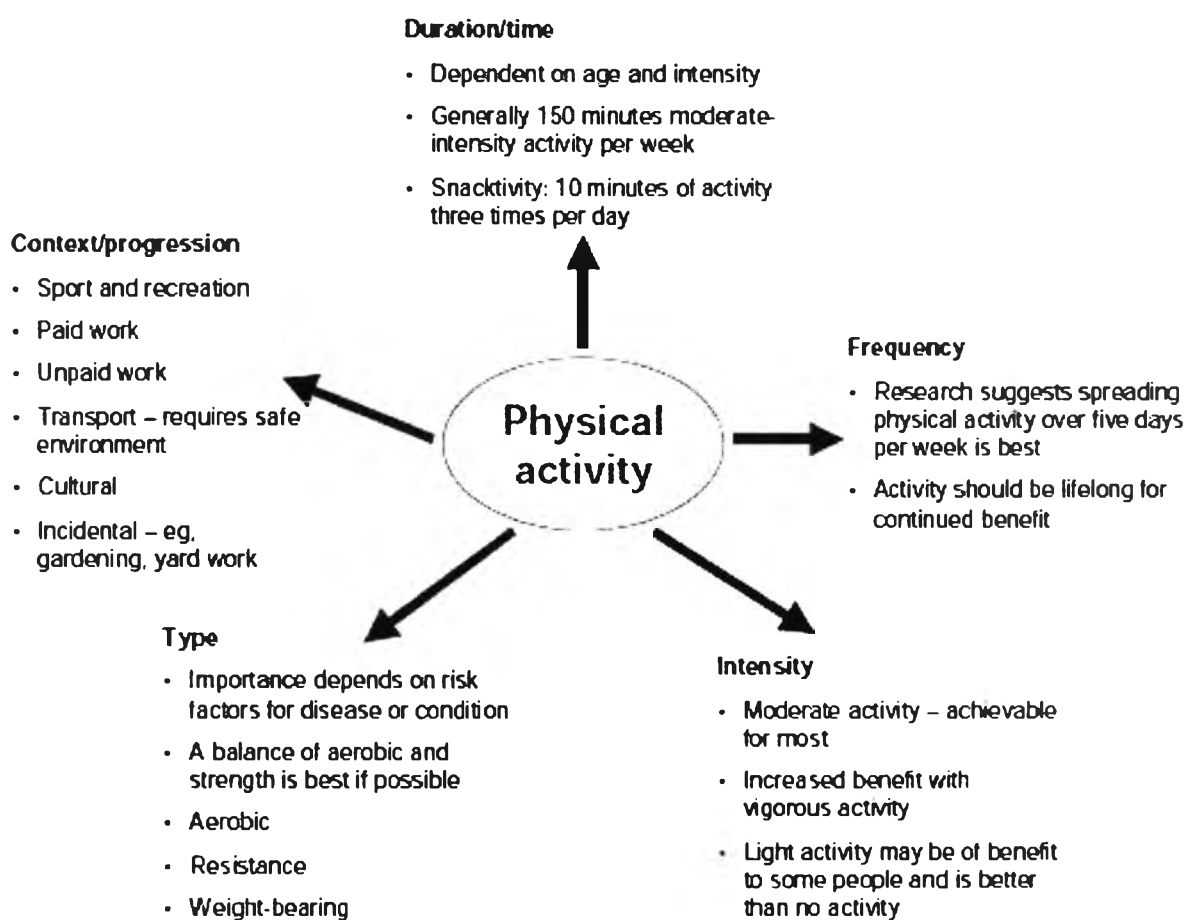 Duration/time
• Dependent on age and intensity
• Generally 150 minutes moderate-
intensity activity per week
• Snacktivity: 10 minutes of activity
three times per day
Context/progression
• Sport and recreation
• Paid work
• Unpaid work
• Transport – requires safe
environment
• Cultural
• Incidental – eg,
gardening, yard work
Physical
activity
Frequency
• Research suggests spreading
physical activity over five days
per week is best
• Activity should be lifelong for
continued benefit
Type
• Importance depends on risk
factors for disease or condition
• A balance of aerobic and
strength is best if possible
• Aerobic
• Resistance
• Weight-bearing
Intensity
• Moderate activity – achievable
for most
• Increased benefit with
vigorous activity
• Light activity may be of benefit
to some people and is better
than no activity